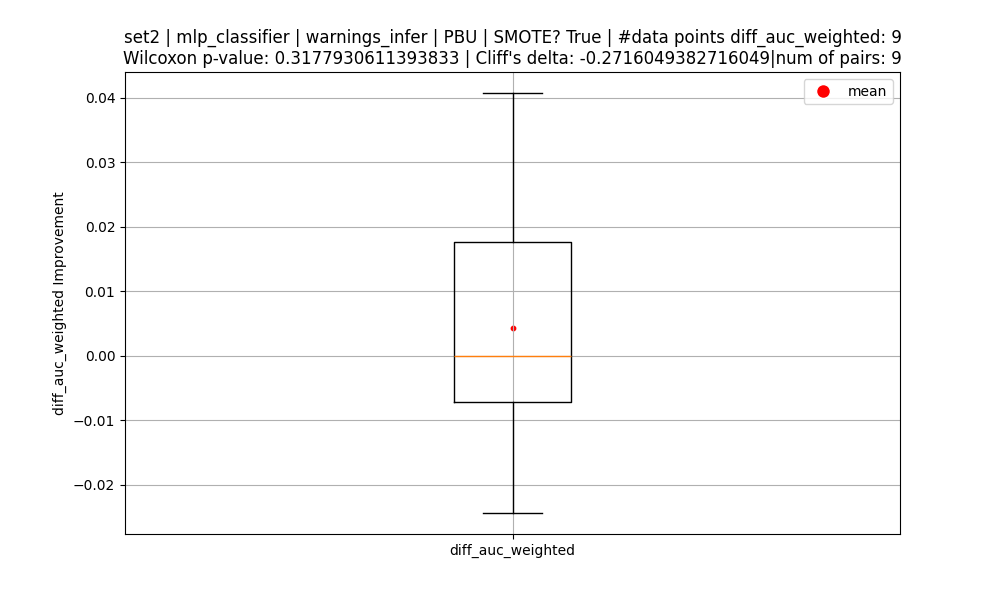 set2 | mlp_classifier | warnings_infer | PBU | SMOTE? True | #data points diff_auc_weighted: 9
Wilcoxon p-value: 0.3177930611393833 | Cliff's delta: -0.2716049382716049|num of pairs: 9
mean
0.04
0.03
0.02
0.01
0.00
−0.01
−0.02
diff_auc_weighted Improvement
diff_auc_weighted